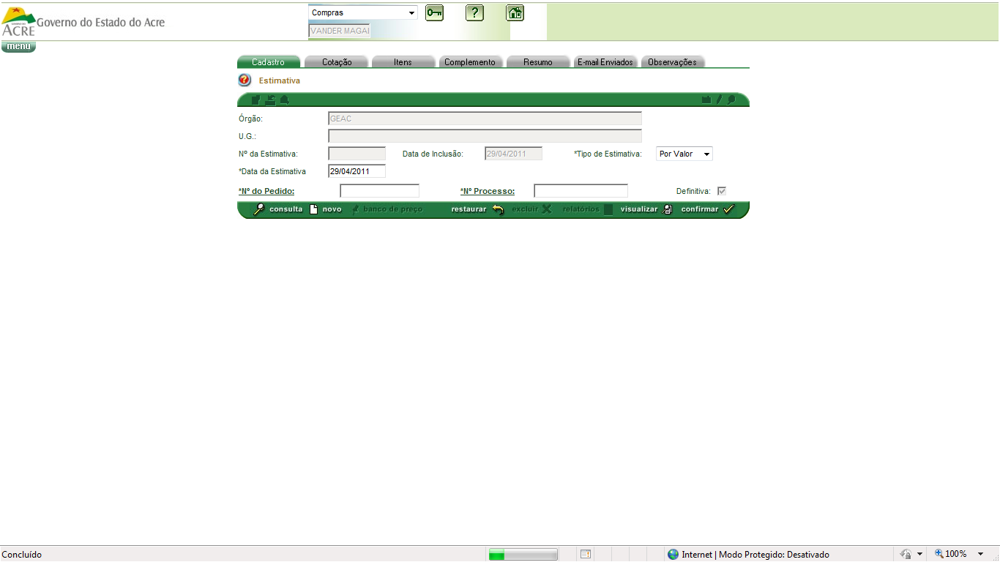 Compras
Governo do Estado do Acre
GOVERNO DO
ACRE
VANDER MAGAI
menu
Cadastro Cotação Itens Complemento Resumo E-mail Enviados Observações
Estimativa
Órgão: GEAC
U.G.:
Nº da Estimativa: Data de Inclusão: 29/04/2011 *Tipo de Estimativa: Por Valor
*Data da Estimativa 29/04/2011
*Nº do Pedido: *Nº Processo: Definitiva:
consulta novo banco de preço restaurar excluir relatórios visualizar confirmar
Concluído Internet | Modo Protegido: Desativado 100%